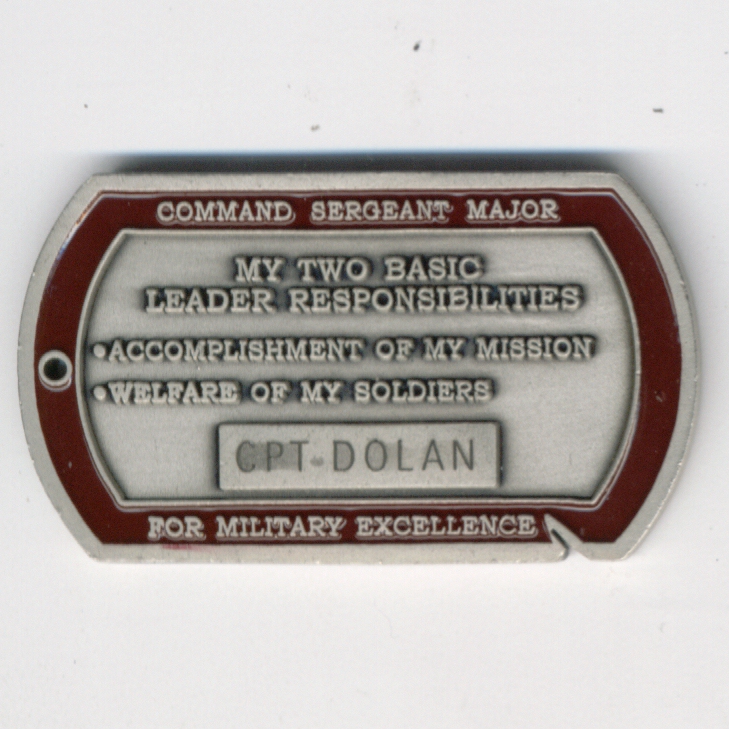 COMMAND SERGEANT MAJOR
MY TWO BASIC
LEADER RESPONSIBILITIES
•ACCOMPLISHMENT OF MY MISSION
•WELFARE OF MY SOLDIERS
CPT-DOLAN
FOR MILITARY EXCELLENCE